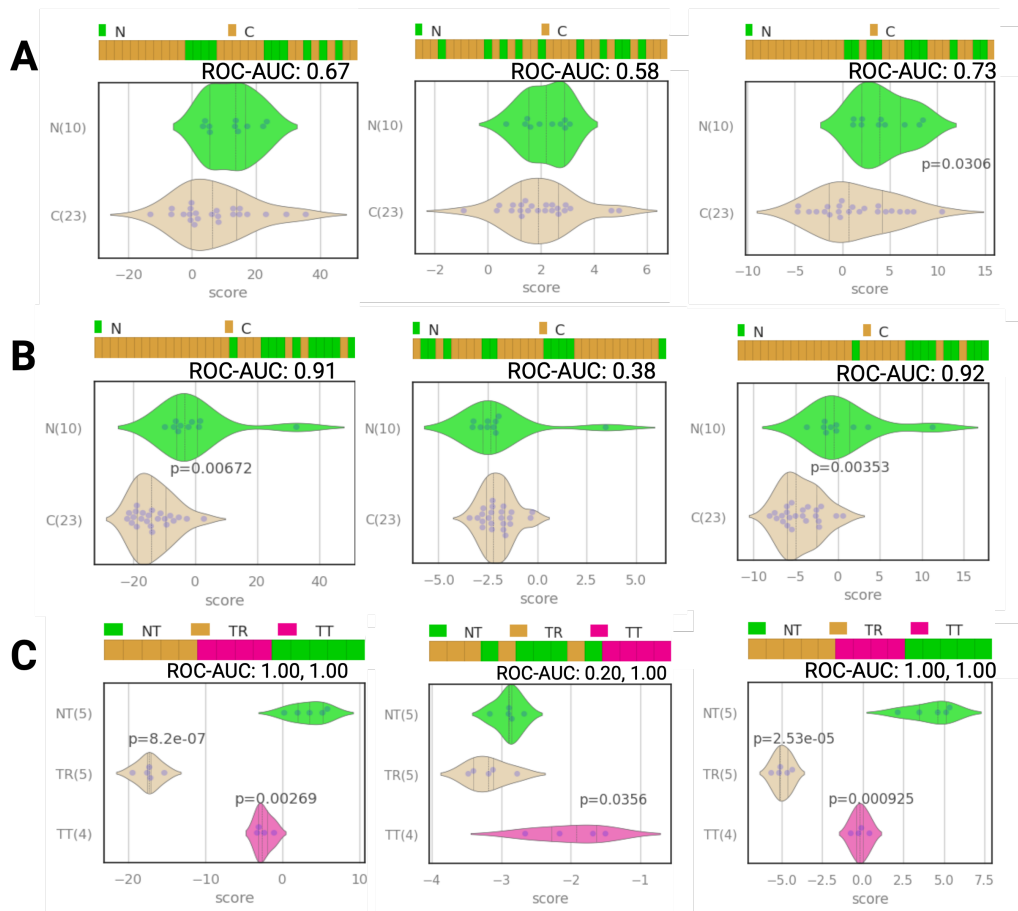 A
N C
N C
N C
ROC-AUC: 0.67
ROC-AUC: 0.58
ROC-AUC: 0.73
N(10)
C(23)
−20 0 20 40
score
N(10)
C(23)
−2 0 2 4 6
score
N(10)
C(23)
p=0.0306
−10 −5 0 5 10 15
score
B
N C
N C
N C
ROC-AUC: 0.91
ROC-AUC: 0.38
ROC-AUC: 0.92
N(10)
p=0.00672
C(23)
−20 0 20 40
score
N(10)
C(23)
−5.0 −2.5 0.0 2.5 5.0
score
N(10)
p=0.00353
C(23)
−10 −5 0 5 10 15
score
C
NT TR TT
NT TR TT
NT TR TT
ROC-AUC: 1.00, 1.00
ROC-AUC: 0.20, 1.00
ROC-AUC: 1.00, 1.00
NT(5)
p=8.2e-07
TR(5)
p=0.00269
TT(4)
−20 −10 0 10
score
NT(5)
TR(5)
p=0.0356
TT(4)
−4 −3 −2 −1
score
NT(5)
p=2.53e-05
TR(5)
p=0.000925
TT(4)
−5.0 −2.5 0.0 2.5 5.0 7.5
score